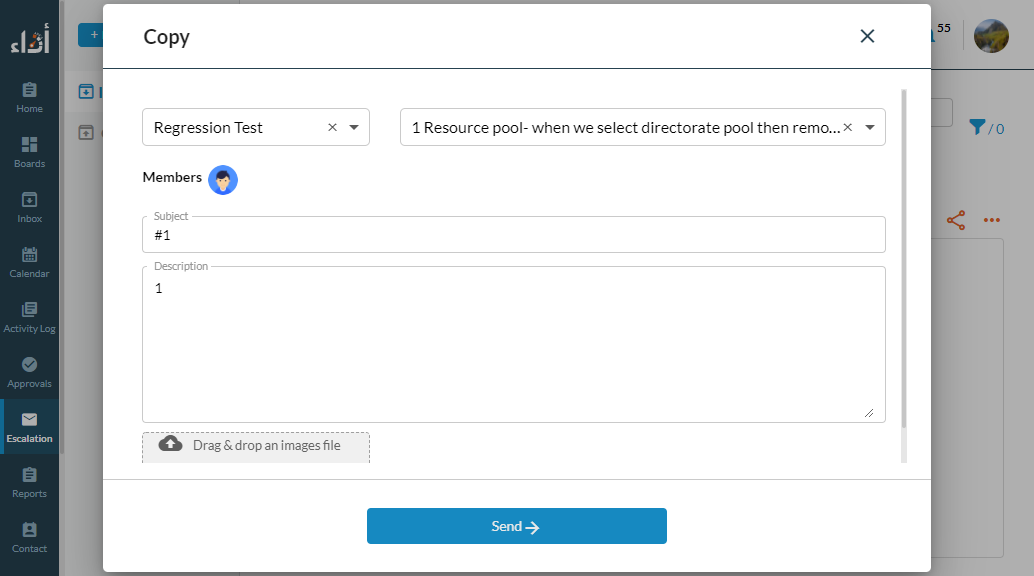 أداء
Home
Boards
Inbox
Calendar
Activity Log
Approvals
Escalation
Reports
Contact
+
55
/ 0
Copy
Regression Test
1 Resource pool- when we select directorate pool then remo...
Members
Subject
#1
Description
1
Drag & drop an images file
Send